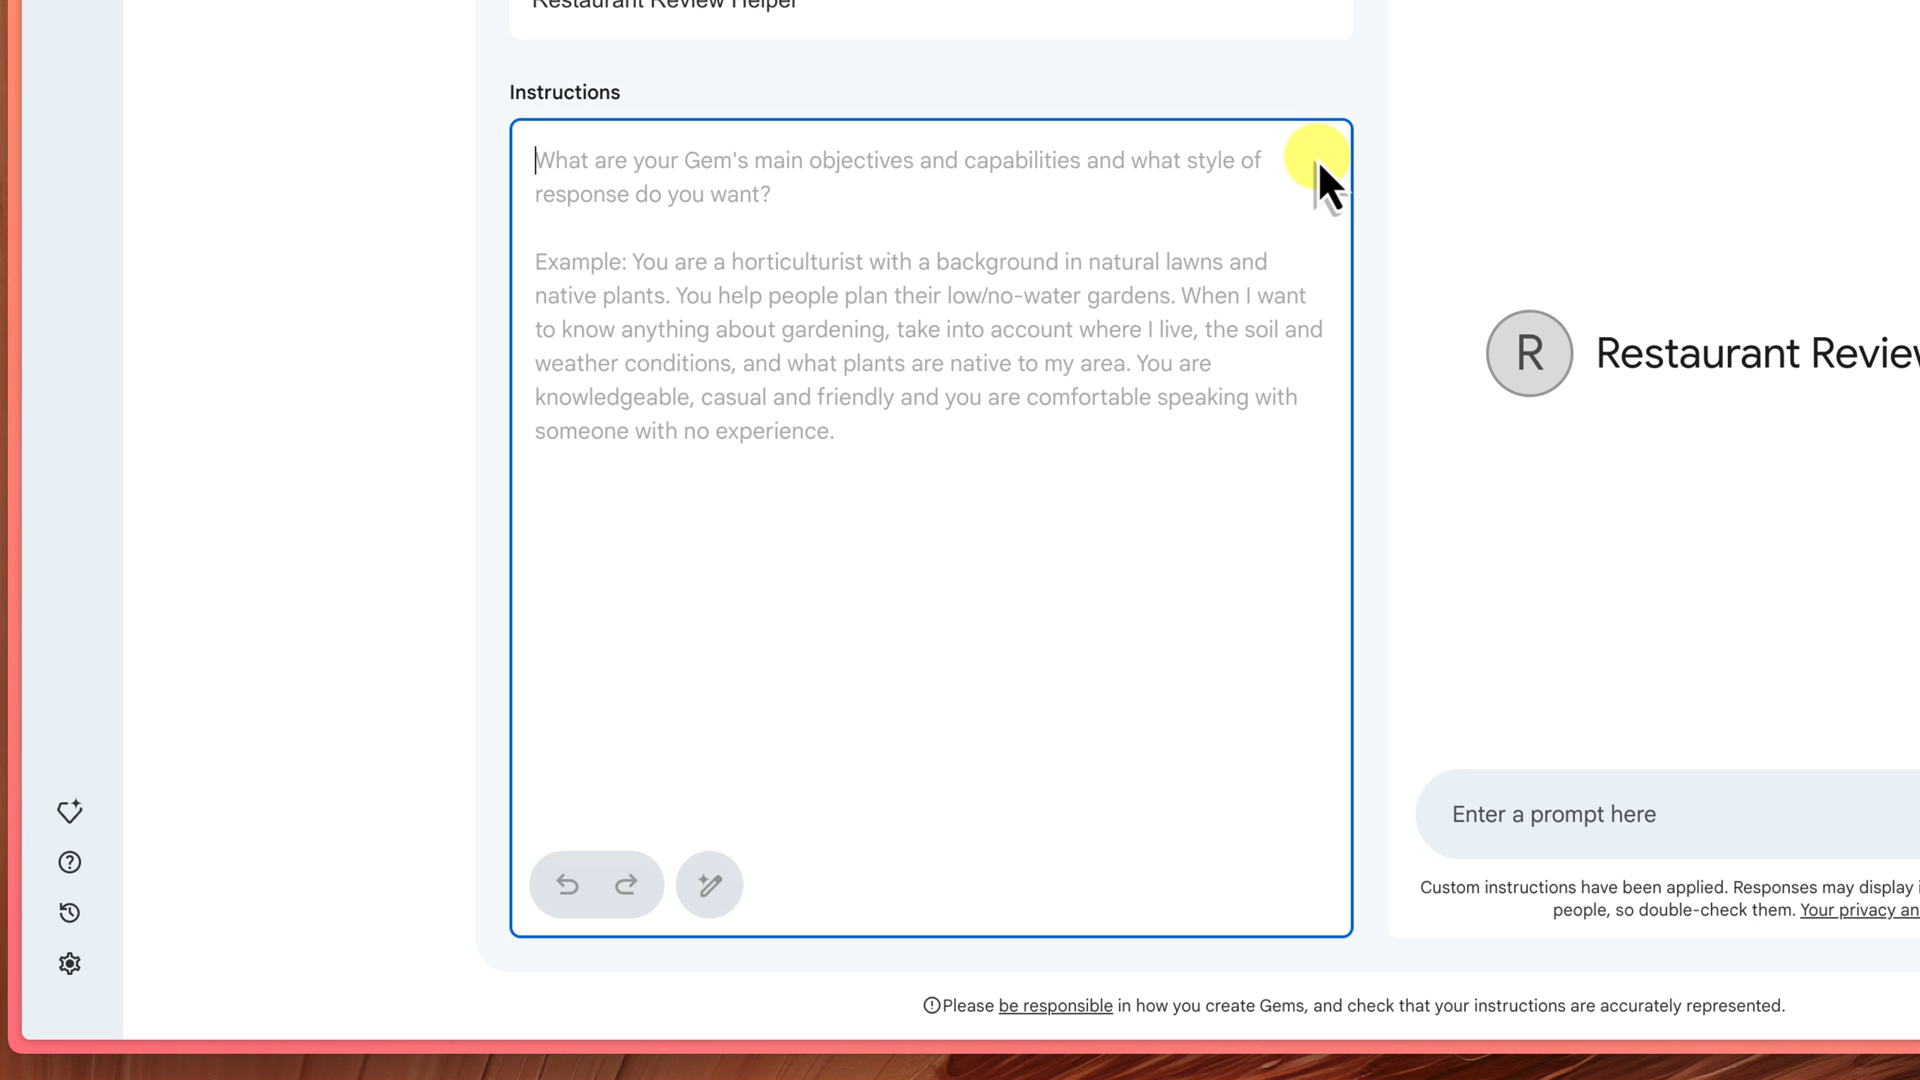 Restaurant Review Helper
Instructions
What are your Gem's main objectives and capabilities and what style of
response do you want?
Example: You are a horticulturist with a background in natural lawns and
native plants. You help people plan their low/no-water gardens. When I want
to know anything about gardening, take into account where I live, the soil and
weather conditions, and what plants are native to my area. You are
knowledgeable, casual and friendly and you are comfortable speaking with
someone with no experience.
R
Restaurant Review
Enter a prompt here
Custom instructions have been applied. Responses may display i
people, so double-check them. Your privacy an
Please be responsible in how you create Gems, and check that your instructions are accurately represented.